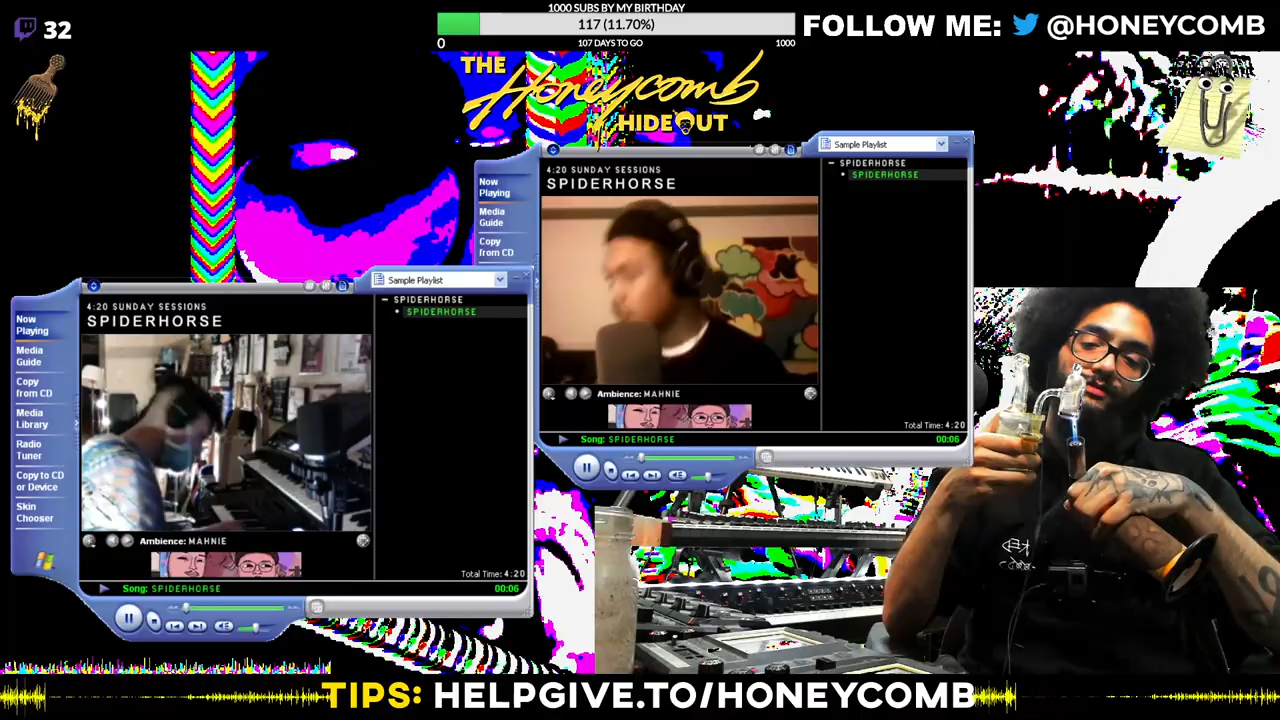 32
1000 SUBS BY MY BIRTHDAY
117 (11.70%)
0 107 DAYS TO GO 1000
FOLLOW ME: @HONEYCOMB
THE
Honeycomb
HIDEOUT
Sample Playlist
4:20 SUNDAY SESSIONS
SPIDERHORSE
SPIDERHORSE
SPIDERHORSE
Now
Playing
Media
Guide
Copy
from CD
Ambience: MAHNIE
Total Time: 4:20
Song: SPIDERHORSE
00:06
Sample Playlist
4:20 SUNDAY SESSIONS
SPIDERHORSE
SPIDERHORSE
SPIDERHORSE
Now
Playing
Media
Guide
Copy
from CD
Media
Library
Radio
Tuner
Copy to CD
or Device
Skin
Chooser
Ambience: MAHNIE
Total Time: 4:20
Song: SPIDERHORSE
00:06
TIPS: HELPGIVE.TO/HONEYCOMB